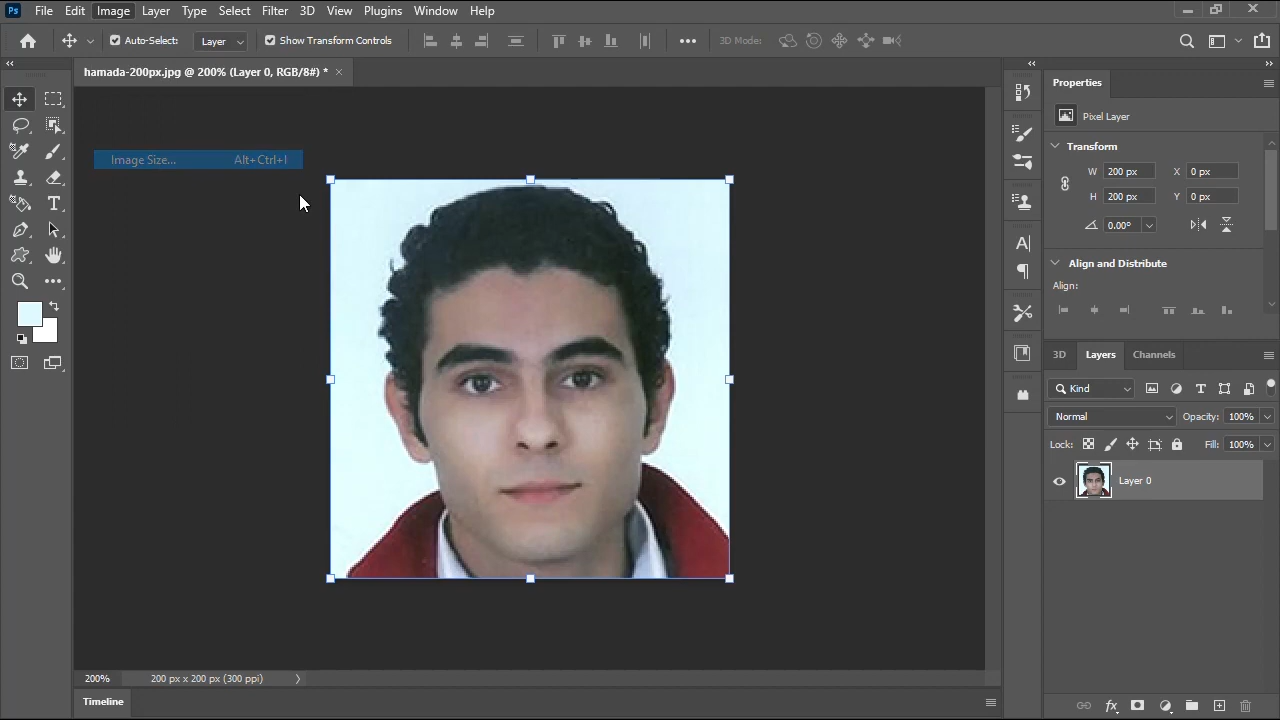 Ps File Edit Image Layer Type Select Filter 3D View Plugins Window Help
Auto-Select: Layer Show Transform Controls 3D Mode:
hamada-200px.jpg @ 200% (Layer 0, RGB/8#) *
Image Size... Alt+Ctrl+I
200% 200 px x 200 px (300 ppi)
Timeline
Properties
Pixel Layer
Transform
W 200 px X 0 px
H 200 px Y 0 px
0.00°
Align and Distribute
Align:
3D Layers Channels
Kind
Normal Opacity: 100%
Lock: Fill: 100%
Layer 0